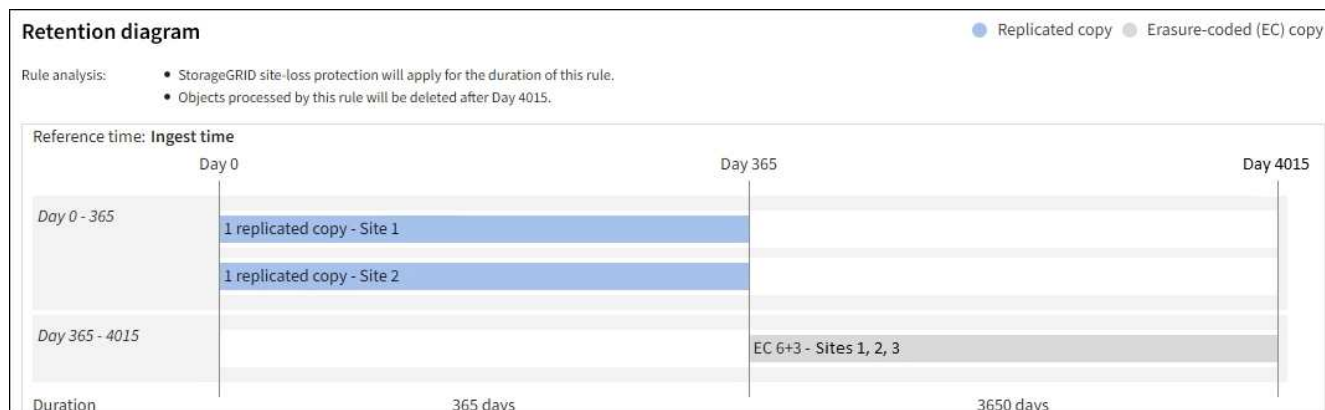 Retention diagram
Replicated copy Erasure-coded (EC) copy
Rule analysis:
• StorageGRID site-loss protection will apply for the duration of this rule.
• Objects processed by this rule will be deleted after Day 4015.
Reference time: Ingest time
Day 0 Day 365 Day 4015
Day 0 - 365
1 replicated copy - Site 1
1 replicated copy - Site 2
Day 365 - 4015
EC 6+3 - Sites 1, 2, 3
Duration 365 days 3650 days